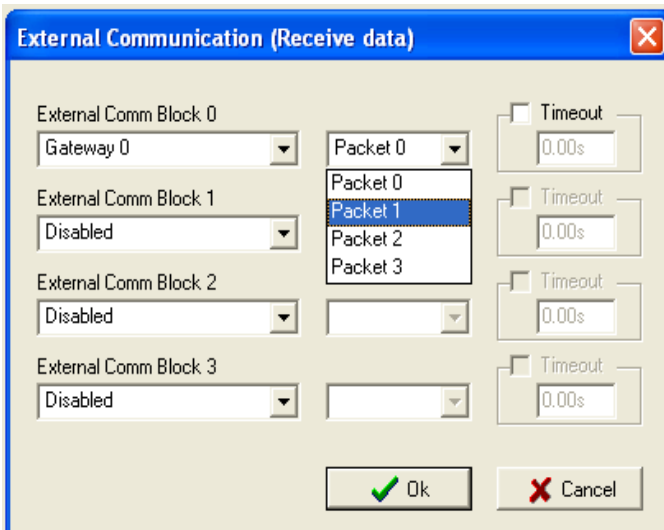 External Communication (Receive data)
External Comm Block 0
Timeout
Gateway 0
Packet 0
0.00s
Packet 0
Packet 1
Packet 2
Packet 3
External Comm Block 1
Timeout
Disabled
0.00s
External Comm Block 2
Timeout
Disabled
0.00s
External Comm Block 3
Timeout
Disabled
0.00s
Ok
Cancel